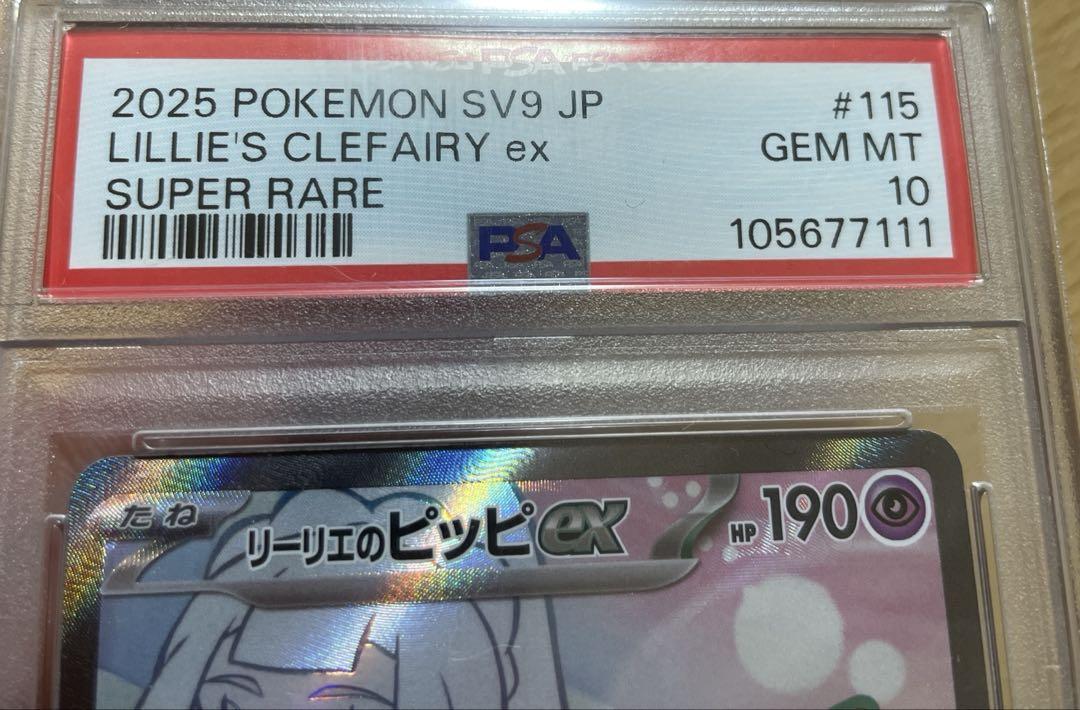 2025 POKEMON SV9 JP #115
LILLIE'S CLEFAIRY ex GEM MT
SUPER RARE 10
PSA 105677111
たね リーリエのピッピex HP 190